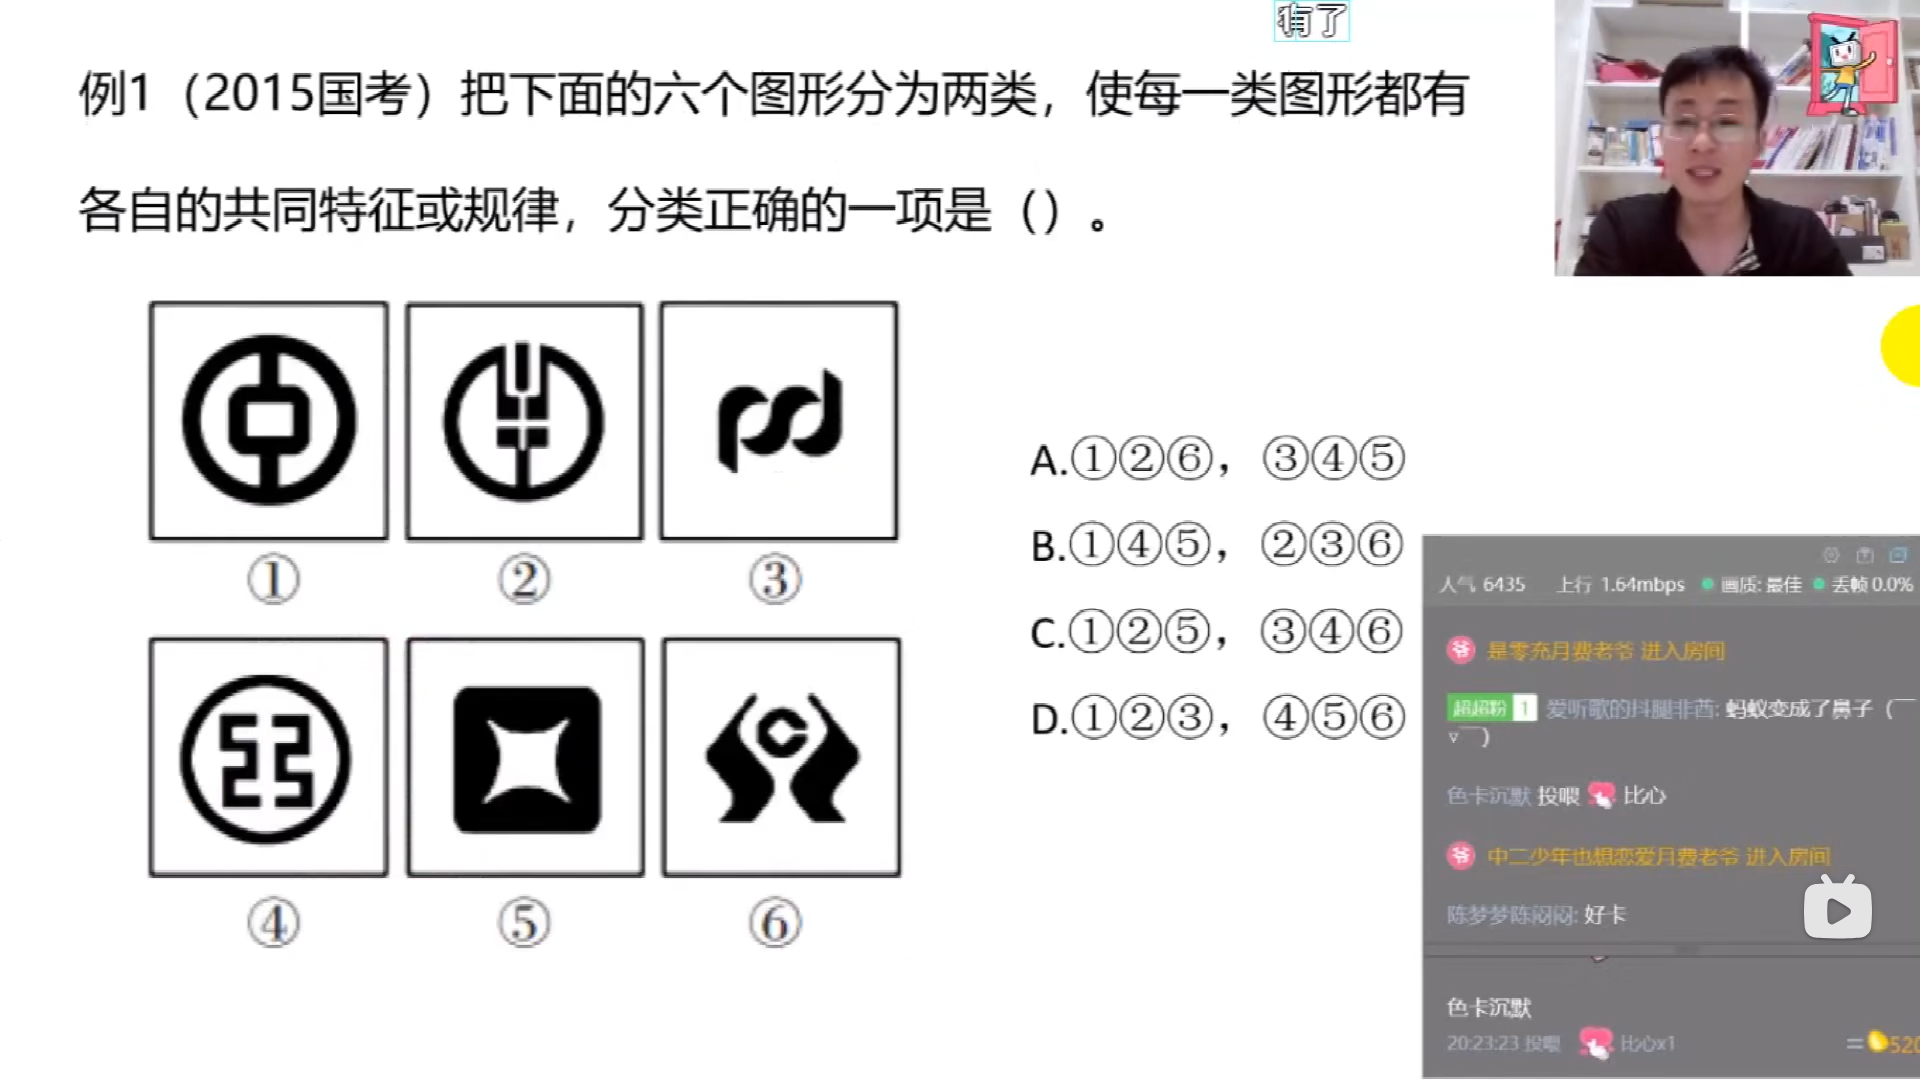 有了
例1（2015国考）把下面的六个图形分为两类，使每一类图形都有
各自的共同特征或规律，分类正确的一项是（）。
① ② ③
④ ⑤ ⑥
A.①②⑥，③④⑤
B.①④⑤，②③⑥
C.①②⑤，③④⑥
D.①②③，④⑤⑥
人气 6435 上行 1.64mbps 画质: 最佳 丢帧 0.0%
爷 是零充月费老爷 进入房间
超超粉 1 爱听歌的抖腿非酋: 蚂蚁变成了鼻子（￣
▿￣）
色卡沉默 投喂 比心
爷 中二少年也想恋爱月费老爷 进入房间
陈梦梦陈闷闷: 好卡
色卡沉默
20:23:23 投喂 比心x1 = 520